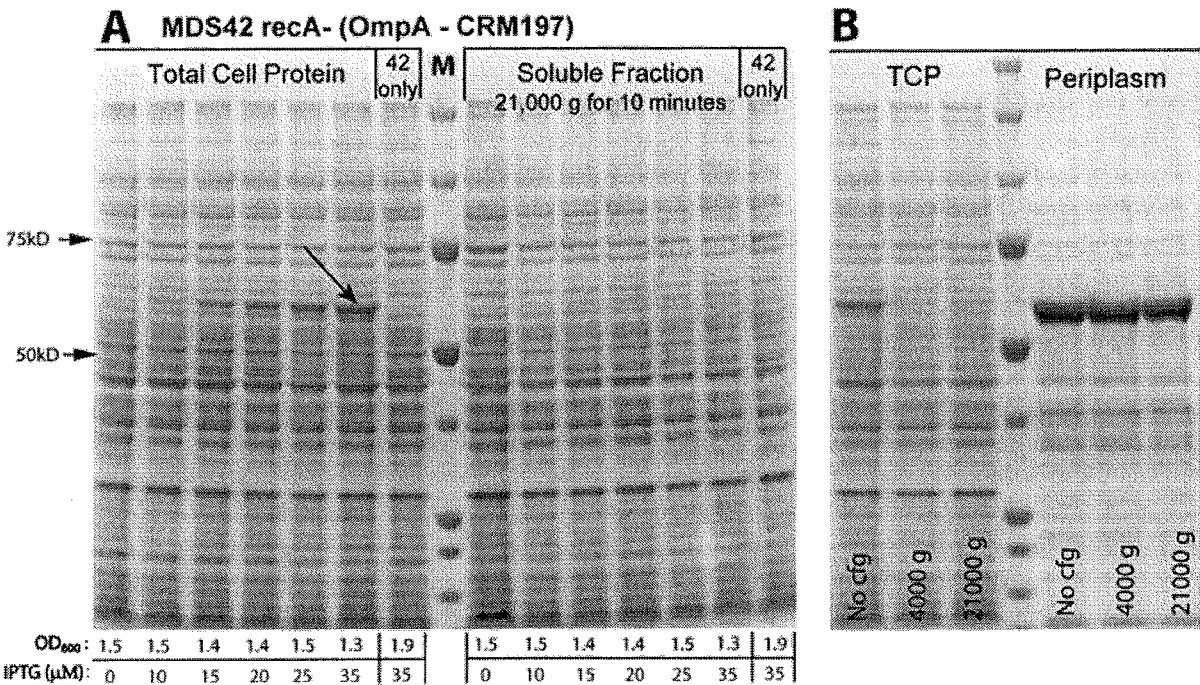 A MDS42 recA- (OmpA - CRM197)
Total Cell Protein
42 only
M
Soluble Fraction
21,000 g for 10 minutes
42 only
75kD
50kD
OD600: 1.5 1.5 1.4 1.4 1.5 1.3 1.9 1.5 1.5 1.4 1.4 1.5 1.3 1.9
IPTG (μM): 0 10 15 20 25 35 35 0 10 15 20 25 35 35
B
TCP
Periplasm
No cfg
4000 g
21000 g
No cfg
4000 g
21000 g